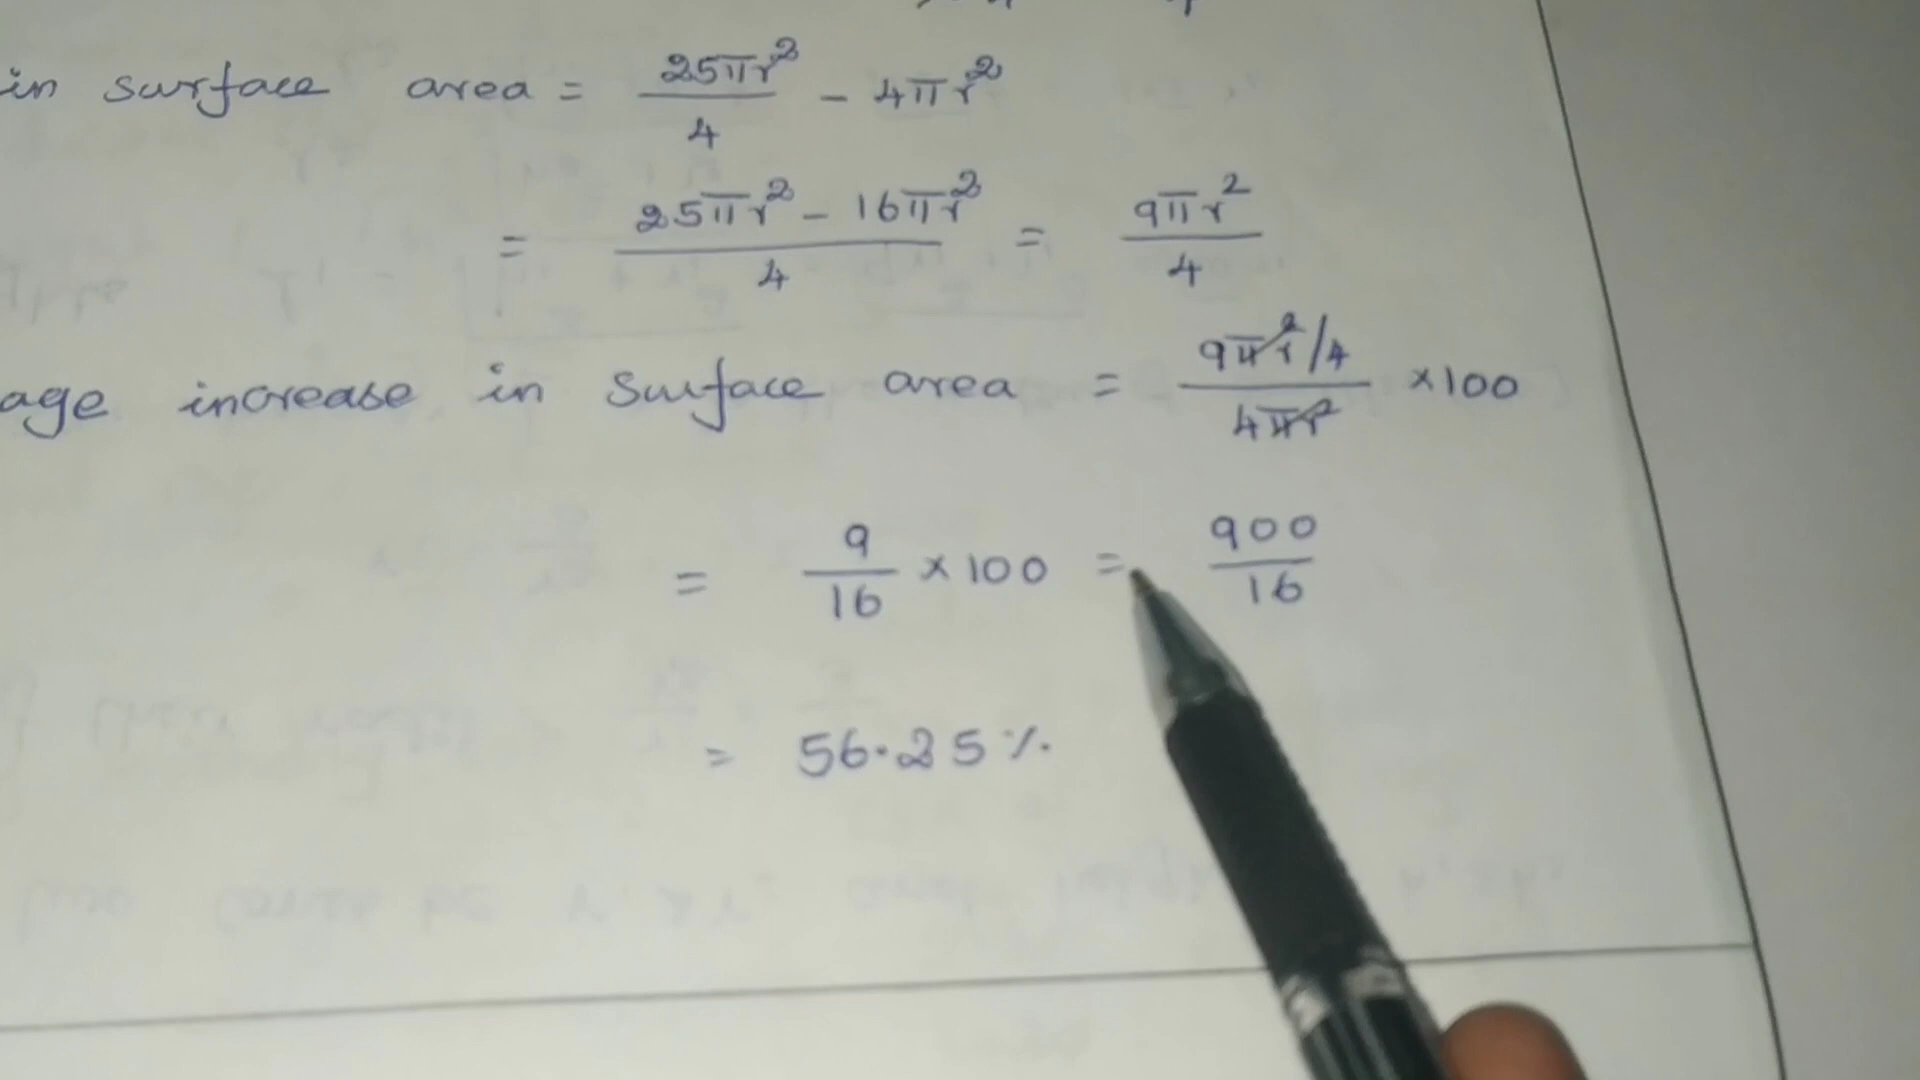 in surface area = 25πr²/4 - 4πr²
= 25πr² - 16πr²/4 = 9πr²/4
age increase in surface area = 9πr²/4/4πr² ×100
= 9/16 × 100 = 900/16
= 56.25%